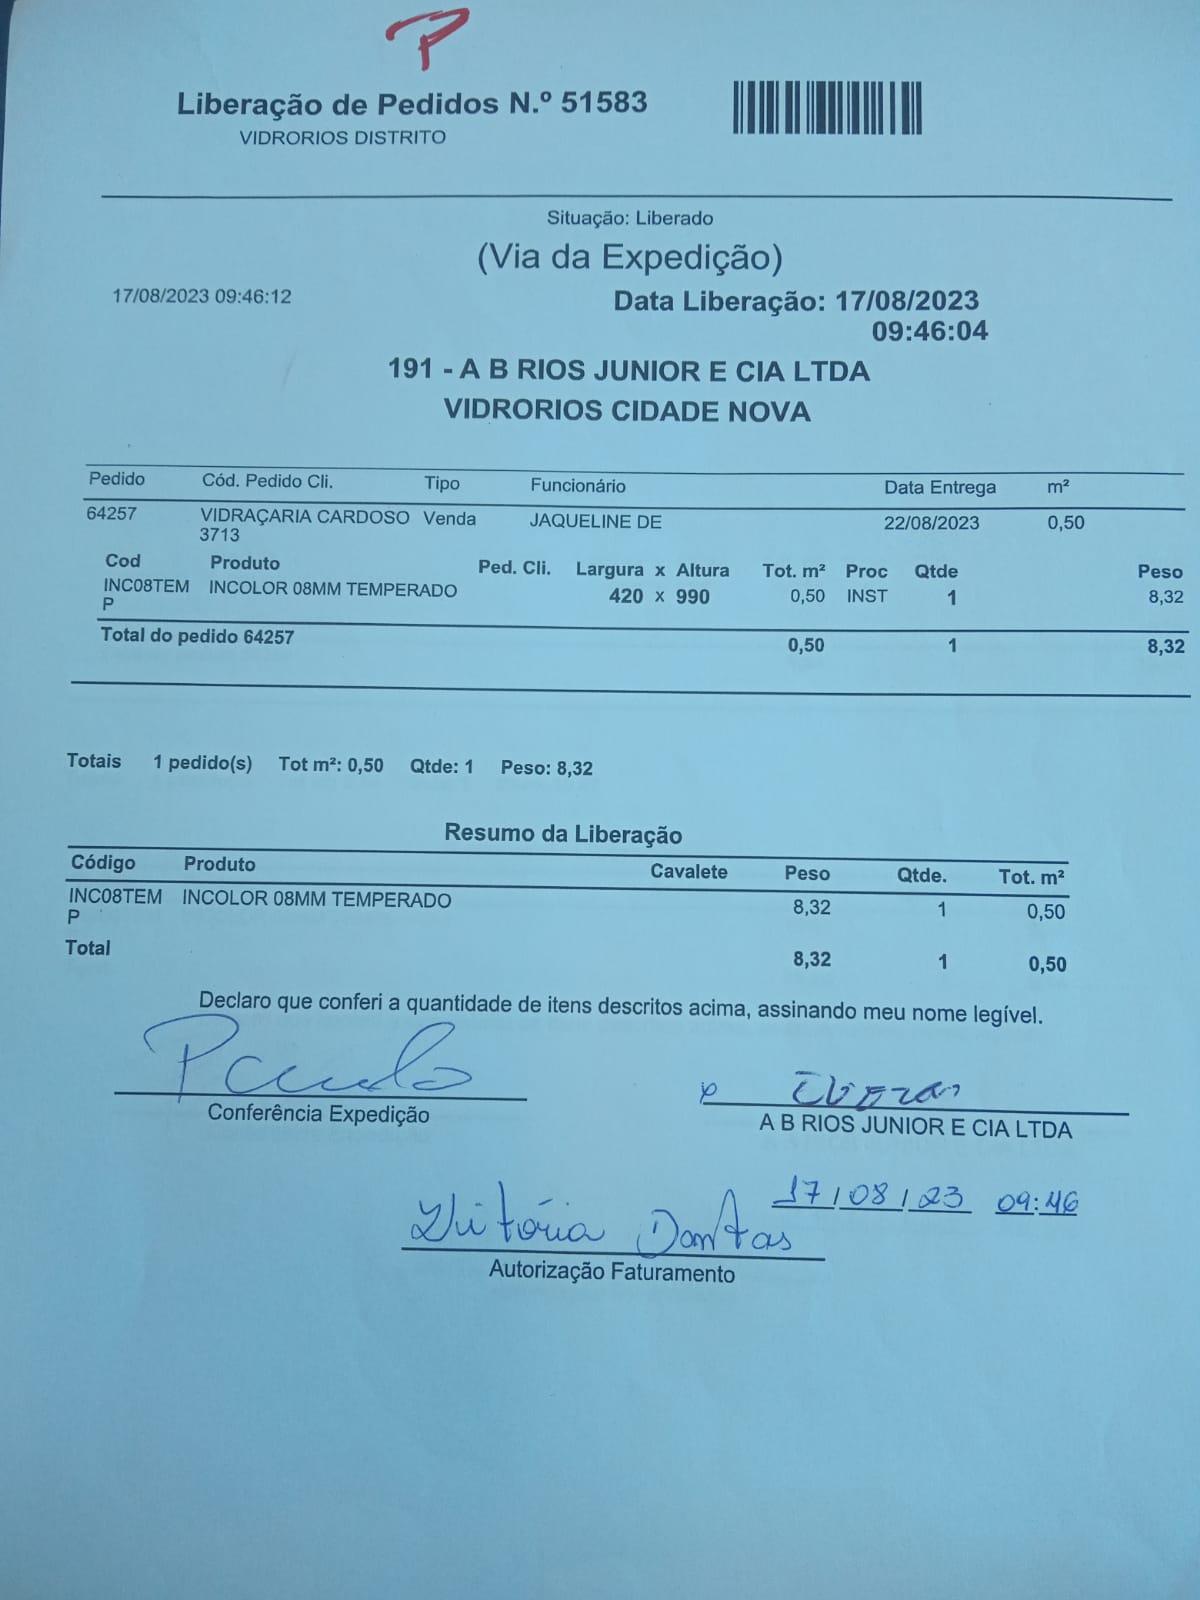 P
Liberação de Pedidos N.º 51583
VIDRORIOS DISTRITO
Situação: Liberado
(Via da Expedição)
17/08/2023 09:46:12
Data Liberação: 17/08/2023
09:46:04
191 - A B RIOS JUNIOR E CIA LTDA
VIDRORIOS CIDADE NOVA
Pedido Cód. Pedido Cli. Tipo Funcionário Data Entrega m²
64257 VIDRAÇARIA CARDOSO Venda JAQUELINE DE 22/08/2023 0,50
3713
Cod Produto Ped. Cli. Largura x Altura Tot. m² Proc Qtde Peso
INC08TEM INCOLOR 08MM TEMPERADO 420 x 990 0,50 INST 1 8,32
P
Total do pedido 64257 0,50 1 8,32
Totais 1 pedido(s) Tot m²: 0,50 Qtde: 1 Peso: 8,32
Resumo da Liberação
Código Produto Cavalete Peso Qtde. Tot. m²
INC08TEM INCOLOR 08MM TEMPERADO 8,32 1 0,50
P
Total 8,32 1 0,50
Declaro que conferi a quantidade de itens descritos acima, assinando meu nome legível.
Paulo
Conferência Expedição
A B RIOS JUNIOR E CIA LTDA
17/08/23 09:46
Vitória Dantas
Autorização Faturamento